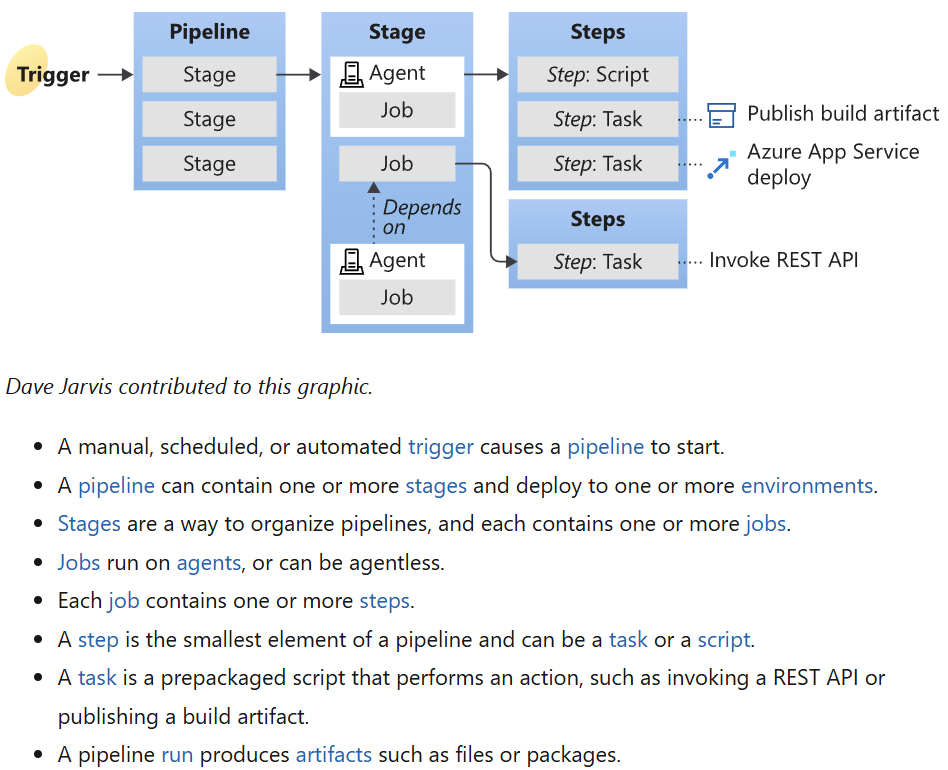 Trigger
Pipeline
Stage
Stage
Stage
Stage
Agent
Job
Job
Depends
on
Agent
Job
Steps
Step: Script
Step: Task
Step: Task
Publish build artifact
Azure App Service
deploy
Steps
Step: Task
Invoke REST API
Dave Jarvis contributed to this graphic.
• A manual, scheduled, or automated trigger causes a pipeline to start.
• A pipeline can contain one or more stages and deploy to one or more environments.
• Stages are a way to organize pipelines, and each contains one or more jobs.
• Jobs run on agents, or can be agentless.
• Each job contains one or more steps.
• A step is the smallest element of a pipeline and can be a task or a script.
• A task is a prepackaged script that performs an action, such as invoking a REST API or
publishing a build artifact.
• A pipeline run produces artifacts such as files or packages.